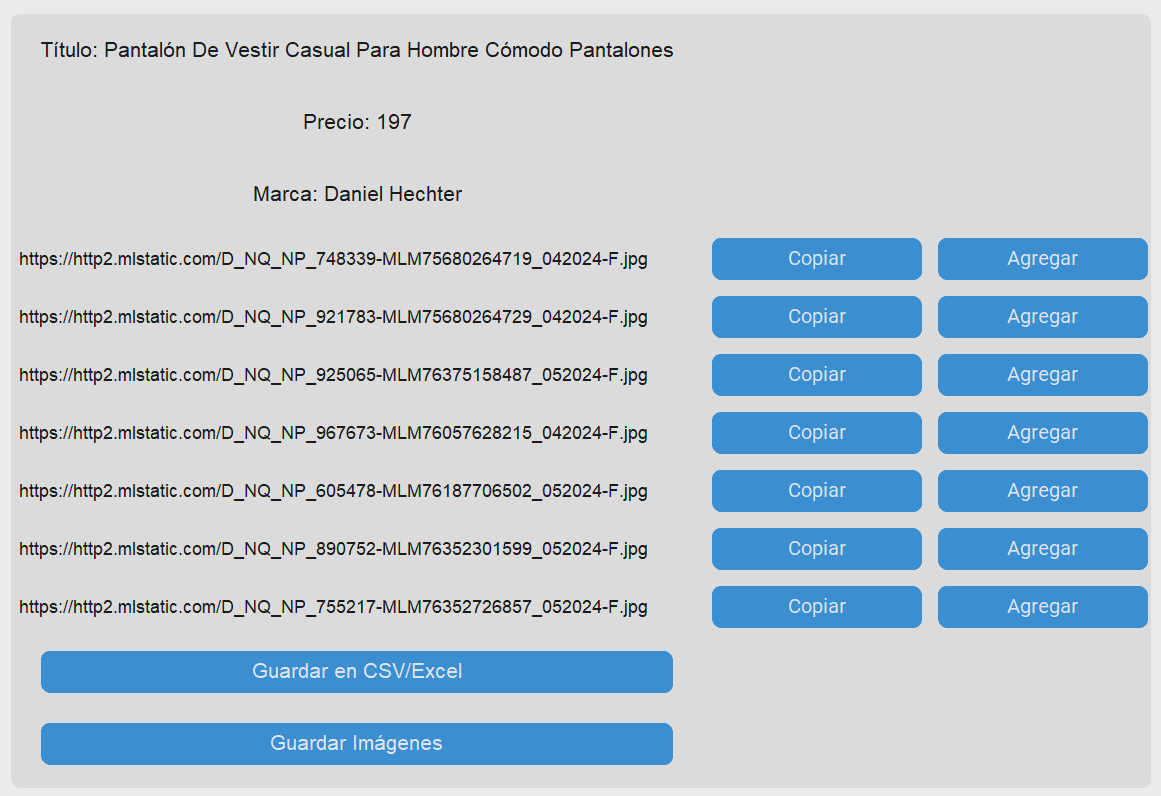 Título: Pantalón De Vestir Casual Para Hombre Cómodo Pantalones
Precio: 197
Marca: Daniel Hechter
https://http2.mlstatic.com/D_NQ_NP_748339-MLM75680264719_042024-F.jpg Copiar Agregar
https://http2.mlstatic.com/D_NQ_NP_921783-MLM75680264729_042024-F.jpg Copiar Agregar
https://http2.mlstatic.com/D_NQ_NP_925065-MLM76375158487_052024-F.jpg Copiar Agregar
https://http2.mlstatic.com/D_NQ_NP_967673-MLM76057628215_042024-F.jpg Copiar Agregar
https://http2.mlstatic.com/D_NQ_NP_605478-MLM76187706502_052024-F.jpg Copiar Agregar
https://http2.mlstatic.com/D_NQ_NP_890752-MLM76352301599_052024-F.jpg Copiar Agregar
https://http2.mlstatic.com/D_NQ_NP_755217-MLM76352726857_052024-F.jpg Copiar Agregar
Guardar en CSV/Excel
Guardar Imágenes